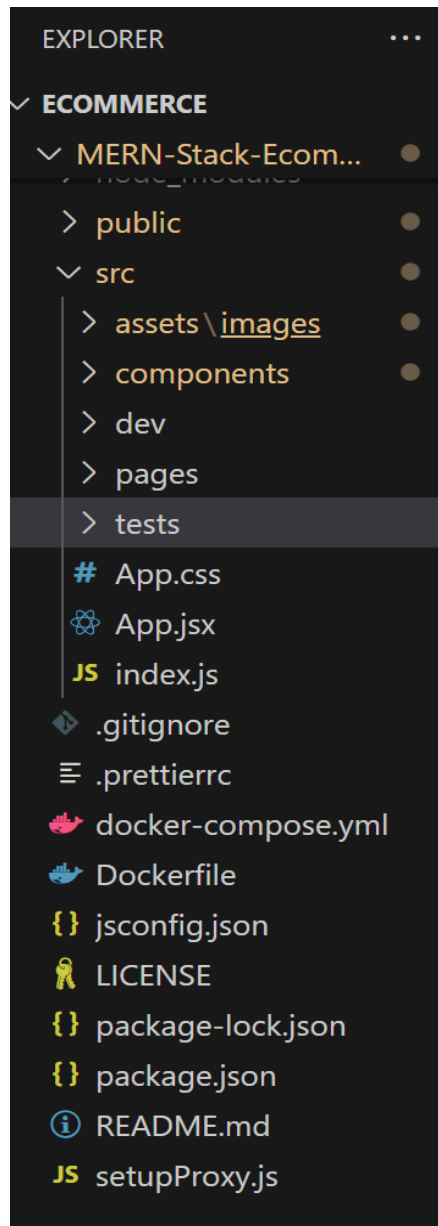 EXPLORER ...
ECOMMERCE
MERN-Stack-Ecom...
node_modules
public
src
assets\images
components
dev
pages
tests
# App.css
App.jsx
JS index.js
.gitignore
.prettierrc
docker-compose.yml
Dockerfile
{} jsconfig.json
LICENSE
{} package-lock.json
{} package.json
README.md
JS setupProxy.js